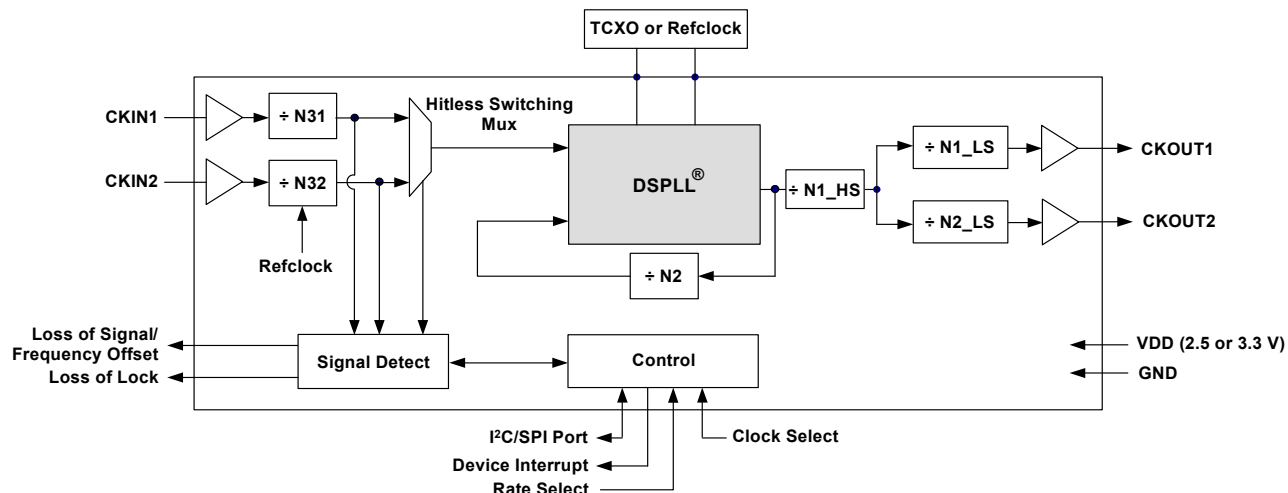 TCXO or Refclock
CKIN1
÷ N31
Hitless Switching
Mux
CKIN2
÷ N32
DSPLL®
÷ N1_HS
÷ N1_LS
CKOUT1
÷ N2_LS
CKOUT2
Refclock
÷ N2
Loss of Signal/
Frequency Offset
Loss of Lock
Signal Detect
Control
VDD (2.5 or 3.3 V)
GND
I²C/SPI Port
Clock Select
Device Interrupt
Rate Select